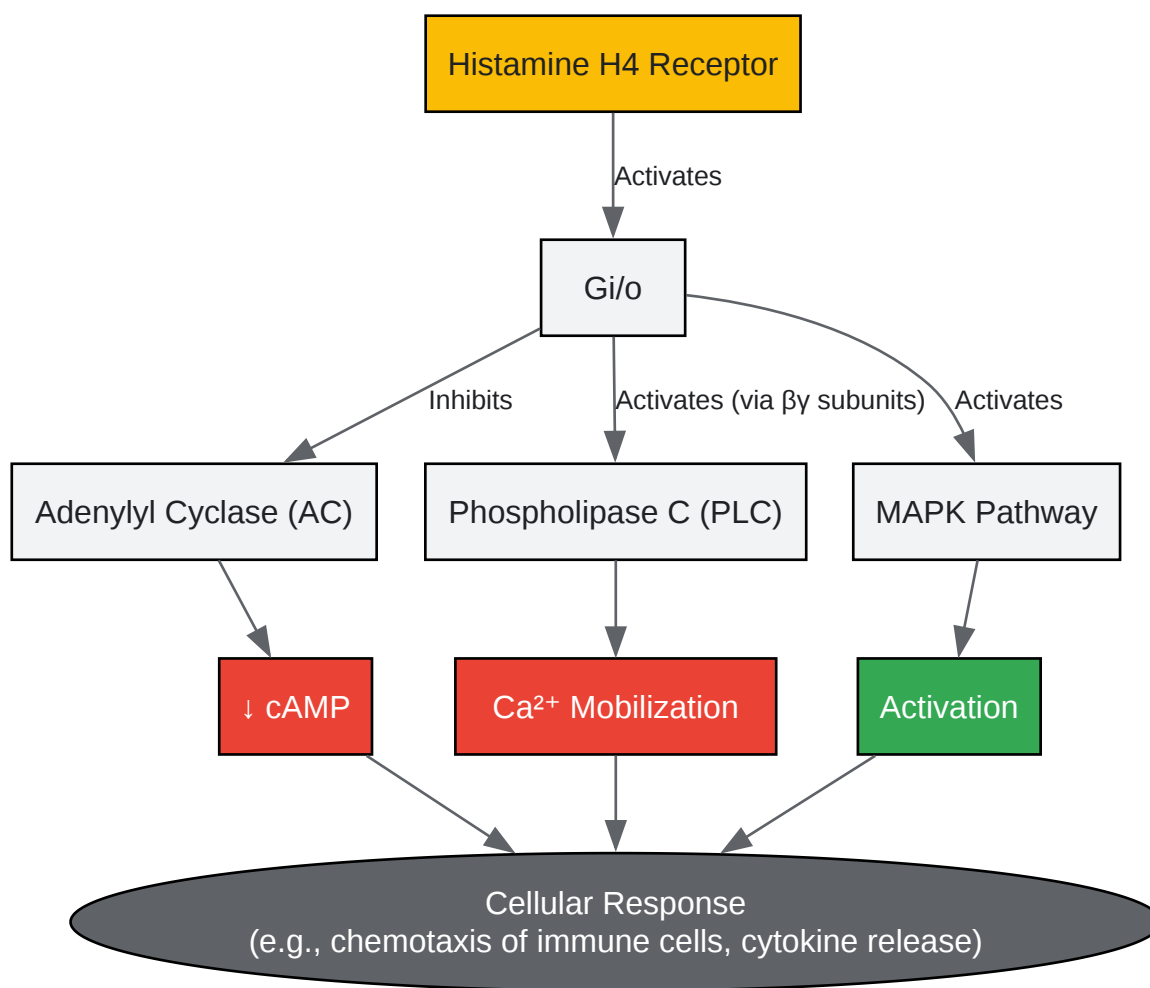 Histamine H4 Receptor
Activates
Gi/o
Inhibits
Activates (via βγ subunits)
Activates
Adenylyl Cyclase (AC)
Phospholipase C (PLC)
MAPK Pathway
↓ cAMP
Ca²⁺ Mobilization
Activation
Cellular Response
(e.g., chemotaxis of immune cells, cytokine release)